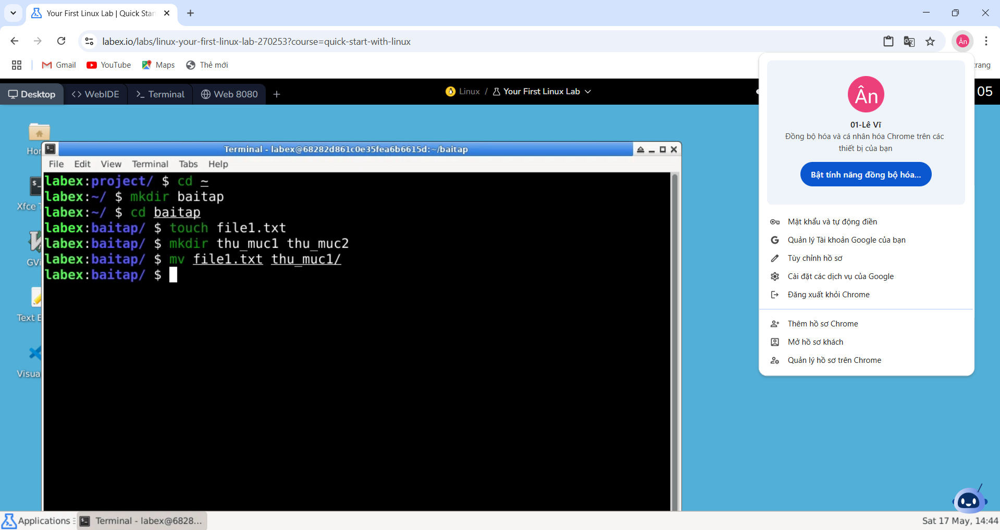 Your First Linux Lab | Quick Star
labex.io/labs/linux-your-first-linux-lab-270253?course=quick-start-with-linux
Ân
Gmail
YouTube
Maps
Thẻ mới
trang
Desktop
WebIDE
Terminal
Web 8080
Linux / Your First Linux Lab
05
Hom
Xfce T
GVi
Text E
Visua
Terminal - labex@68282d861c0e35fea6b6615d:~/baitap
File Edit View Terminal Tabs Help
labex:project/ $ cd ~
labex:~/ $ mkdir baitap
labex:~/ $ cd baitap
labex:baitap/ $ touch file1.txt
labex:baitap/ $ mkdir thu_muc1 thu_muc2
labex:baitap/ $ mv file1.txt thu_muc1/
labex:baitap/ $
Ân
01-Lê Vĩ
Đồng bộ hóa và cá nhân hóa Chrome trên các
thiết bị của bạn
Bật tính năng đồng bộ hóa...
Mật khẩu và tự động điền
Quản lý Tài khoản Google của bạn
Tùy chỉnh hồ sơ
Cài đặt các dịch vụ của Google
Đăng xuất khỏi Chrome
Thêm hồ sơ Chrome
Mở hồ sơ khách
Quản lý hồ sơ trên Chrome
Applications
Terminal - labex@6828...
Sat 17 May, 14:44